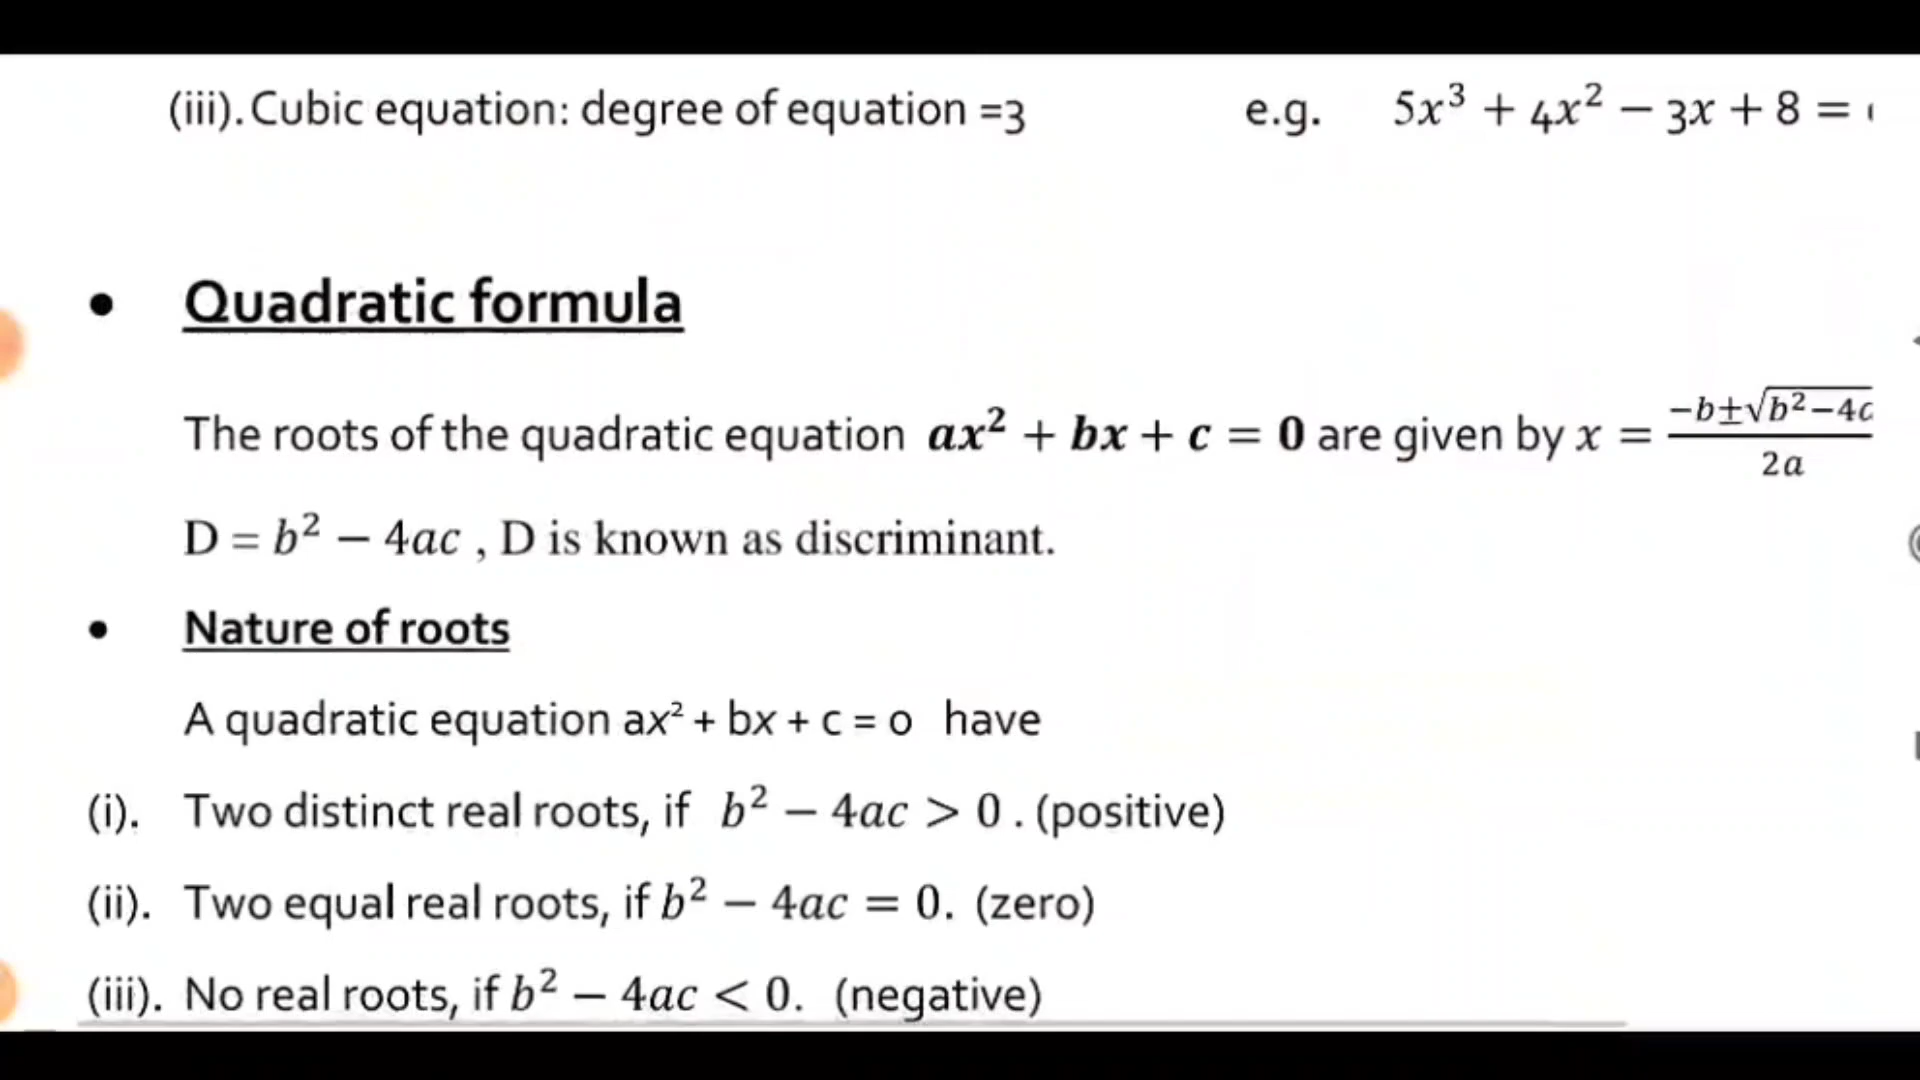 (iii). Cubic equation: degree of equation =3 e.g. 5x³ + 4x² − 3x + 8 =
• Quadratic formula
The roots of the quadratic equation ax² + bx + c = 0 are given by x = (−b±√b²−4a)/2a
D = b² − 4ac , D is known as discriminant.
• Nature of roots
A quadratic equation ax² + bx + c = 0 have
(i). Two distinct real roots, if b² − 4ac > 0 . (positive)
(ii). Two equal real roots, if b² − 4ac = 0. (zero)
(iii). No real roots, if b² − 4ac < 0. (negative)